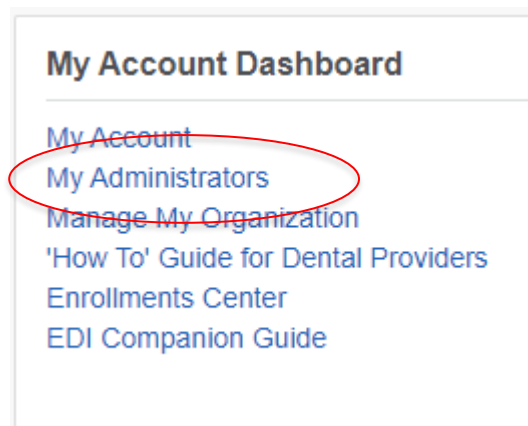 My Account Dashboard
My Account
My Administrators
Manage My Organization
'How To' Guide for Dental Providers
Enrollments Center
EDI Companion Guide